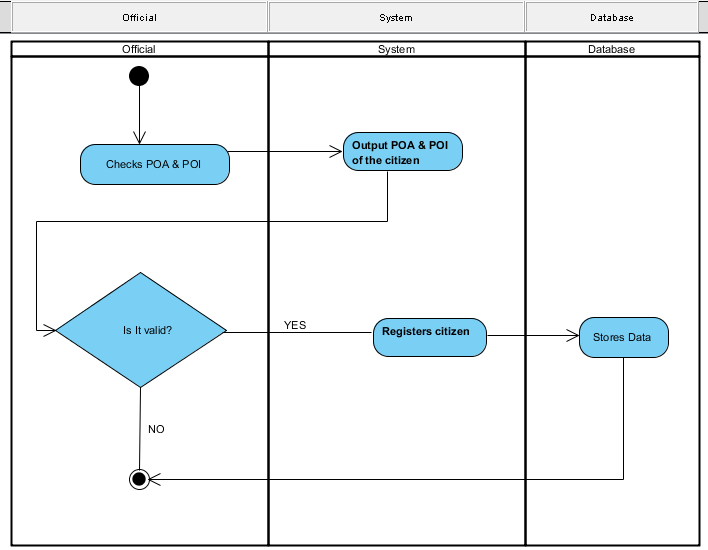 Official
System
Database
Official
System
Database
Checks POA & POI
Output POA & POI
of the citizen
Is It valid?
YES
Registers citizen
Stores Data
NO